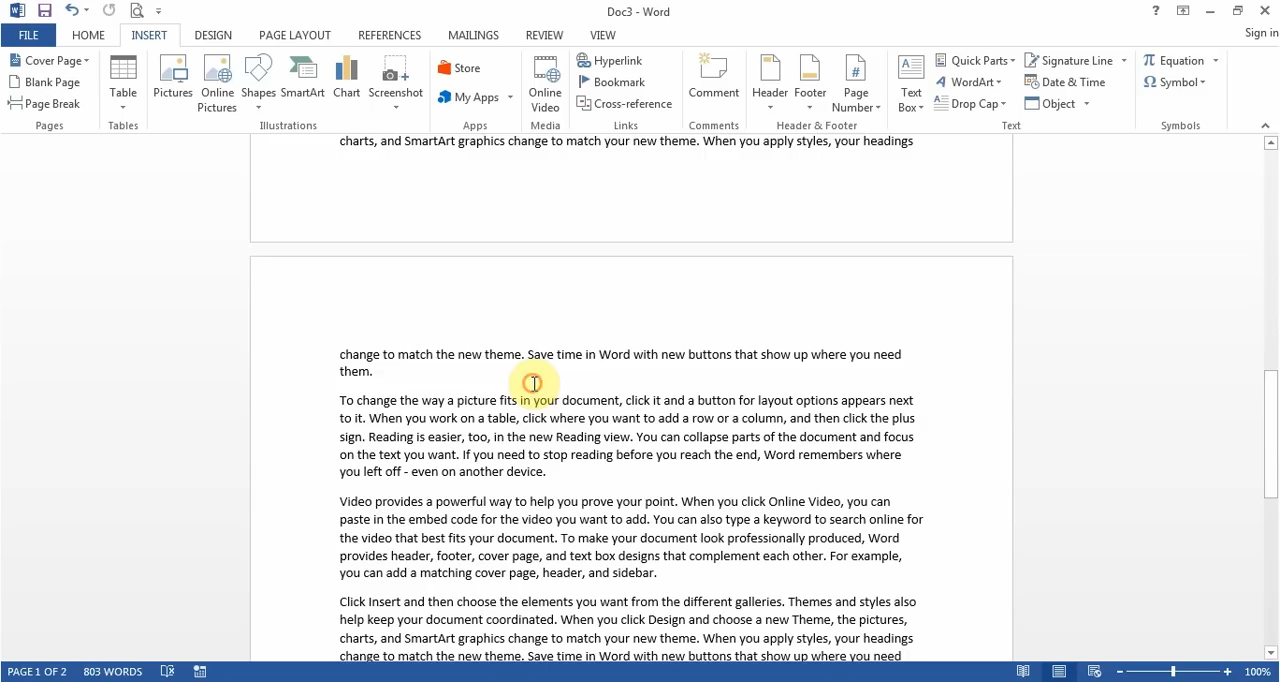 Doc3 - Word
?
Sign in
FILE HOME INSERT DESIGN PAGE LAYOUT REFERENCES MAILINGS REVIEW VIEW
Cover Page
Blank Page
Page Break
Pages
Table
Tables
Pictures
Online Pictures
Shapes
SmartArt
Chart
Screenshot
Illustrations
Store
My Apps
Apps
Online Video
Media
Hyperlink
Bookmark
Cross-reference
Links
Comment
Comments
Header
Footer
Page Number
#
Header & Footer
Text Box
A
Quick Parts
WordArt
Drop Cap
Signature Line
Date & Time
Object
Text
π Equation
Ω Symbol
Symbols
charts, and SmartArt graphics change to match your new theme. When you apply styles, your headings
change to match the new theme. Save time in Word with new buttons that show up where you need
them.
To change the way a picture fits in your document, click it and a button for layout options appears next
to it. When you work on a table, click where you want to add a row or a column, and then click the plus
sign. Reading is easier, too, in the new Reading view. You can collapse parts of the document and focus
on the text you want. If you need to stop reading before you reach the end, Word remembers where
you left off - even on another device.
Video provides a powerful way to help you prove your point. When you click Online Video, you can
paste in the embed code for the video you want to add. You can also type a keyword to search online for
the video that best fits your document. To make your document look professionally produced, Word
provides header, footer, cover page, and text box designs that complement each other. For example,
you can add a matching cover page, header, and sidebar.
Click Insert and then choose the elements you want from the different galleries. Themes and styles also
help keep your document coordinated. When you click Design and choose a new Theme, the pictures,
charts, and SmartArt graphics change to match your new theme. When you apply styles, your headings
change to match the new theme. Save time in Word with new buttons that show up where you need
PAGE 1 OF 2 803 WORDS
100%